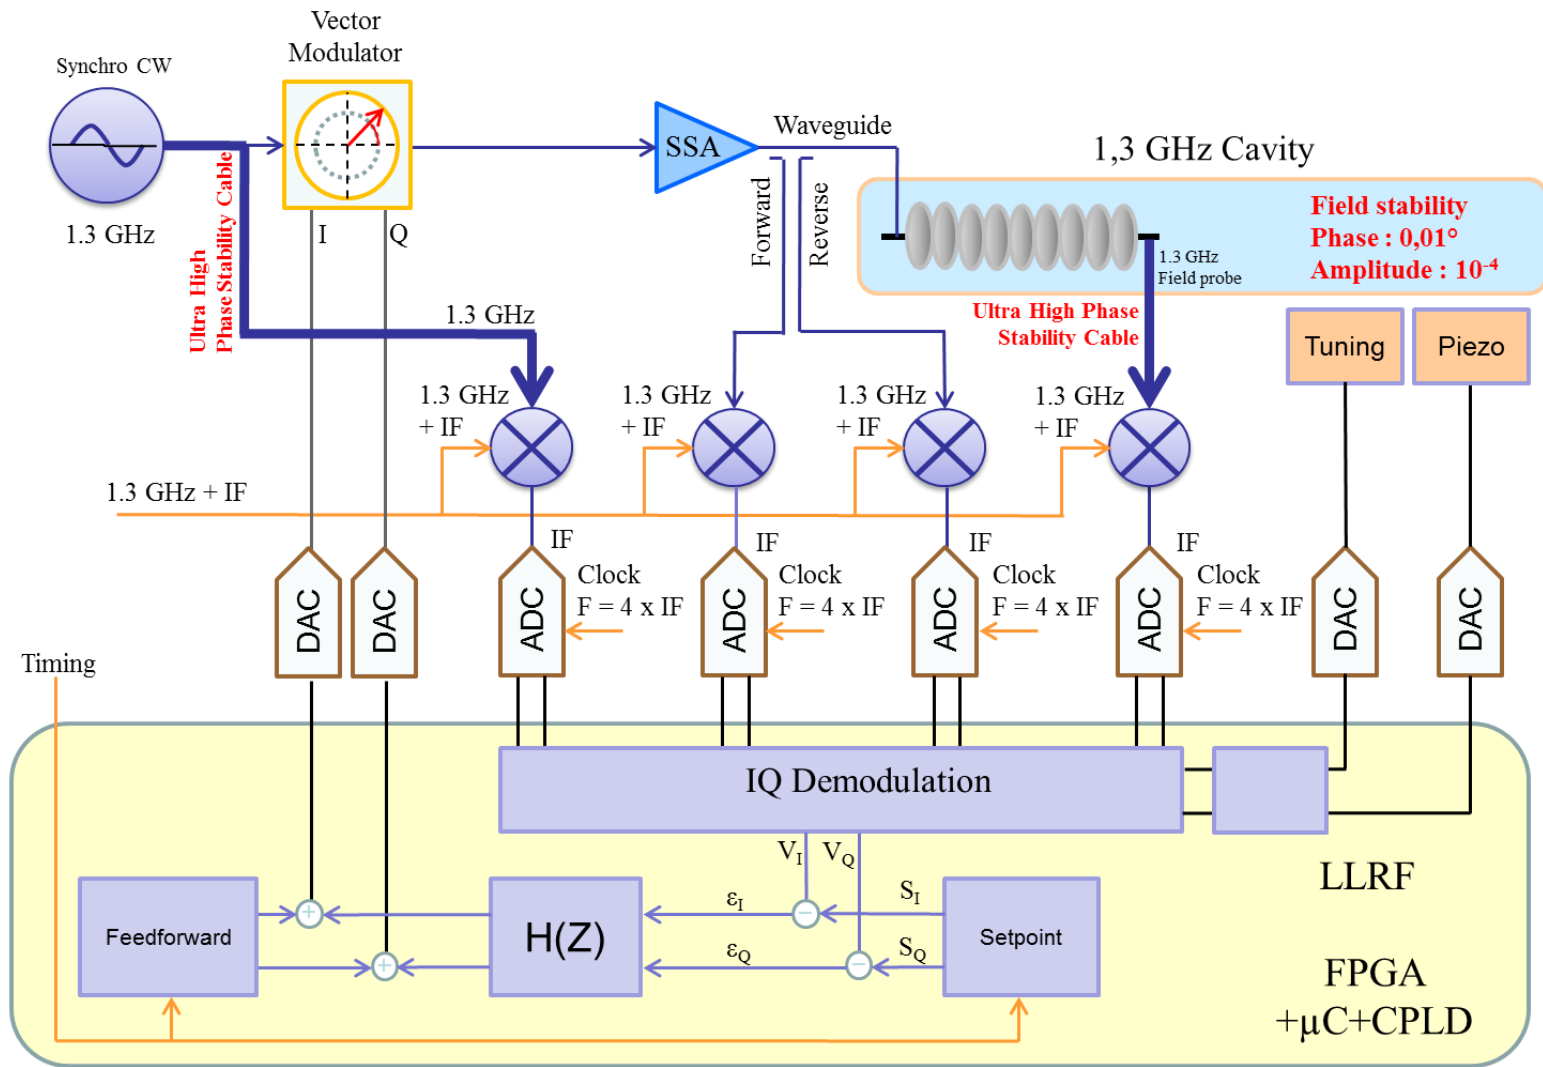 Vector
Modulator
Synchro CW
1.3 GHz
Ultra High
Phase Stability Cable
I
Q
SSA
Waveguide
Forward
Reverse
1,3 GHz Cavity
Field stability
Phase : 0,01°
Amplitude : 10-4
1.3 GHz
Field probe
Ultra High Phase
Stability Cable
1.3 GHz
Tuning
Piezo
1.3 GHz
+ IF
1.3 GHz
+ IF
1.3 GHz
+ IF
1.3 GHz
+ IF
1.3 GHz + IF
IF
IF
IF
IF
DAC
DAC
ADC
Clock
F = 4 x IF
ADC
Clock
F = 4 x IF
ADC
Clock
F = 4 x IF
ADC
Clock
F = 4 x IF
DAC
DAC
Timing
IQ Demodulation
VI
VQ
LLRF
Feedforward
+
+
H(Z)
εI
εQ
−
−
SI
SQ
Setpoint
FPGA
+µC+CPLD